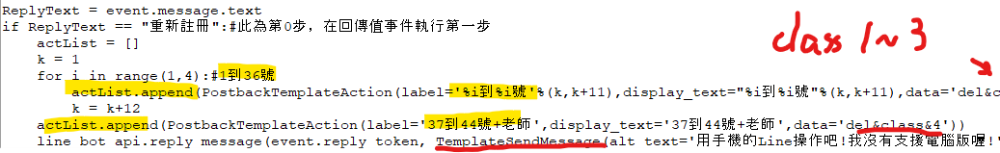 ReplyText = event.message.text
if ReplyText == "重新註冊":#此為第0步，在回傳值事件執行第一步
actList = []
k = 1
for i in range(1,4):#1到36號
actList.append(PostbackTemplateAction(label='%i到%i號'%(k,k+11),display_text="%i到%i號"%(k,k+11),data='del&c
k = k+12
actList.append(PostbackTemplateAction(label='37到44號+老師',display_text='37到44號+老師',data='del&class&4'))
line bot api.reply message(event.reply token, TemplateSendMessage(alt text='用手機的Line操作吧!我沒有支援電腦版喔!'
class 1~3